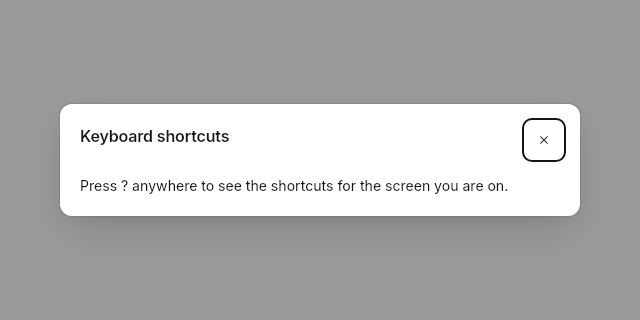 Keyboard shortcuts
×
Press ? anywhere to see the shortcuts for the screen you are on.